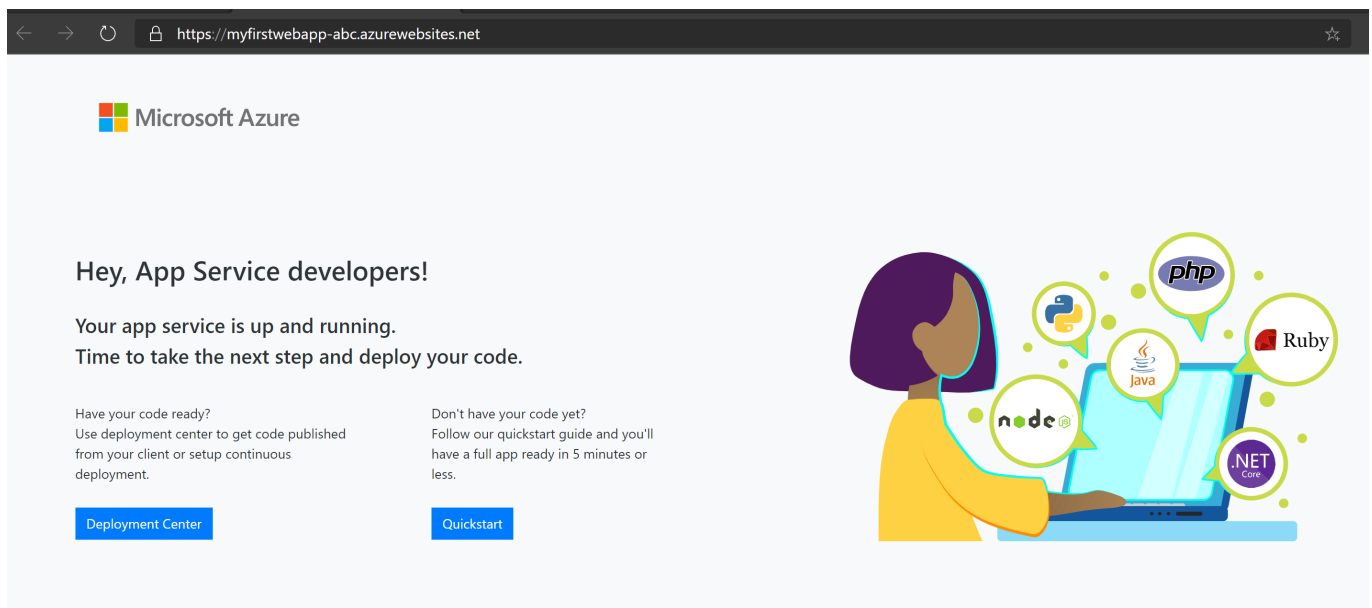 https://myfirstwebapp-abc.azurewebsites.net
Microsoft Azure
Hey, App Service developers!
Your app service is up and running.
Time to take the next step and deploy your code.
Have your code ready?
Use deployment center to get code published
from your client or setup continuous
deployment.
Deployment Center
Don't have your code yet?
Follow our quickstart guide and you'll
have a full app ready in 5 minutes or
less.
Quickstart
php
Ruby
Java
node
JS
.NET
Core